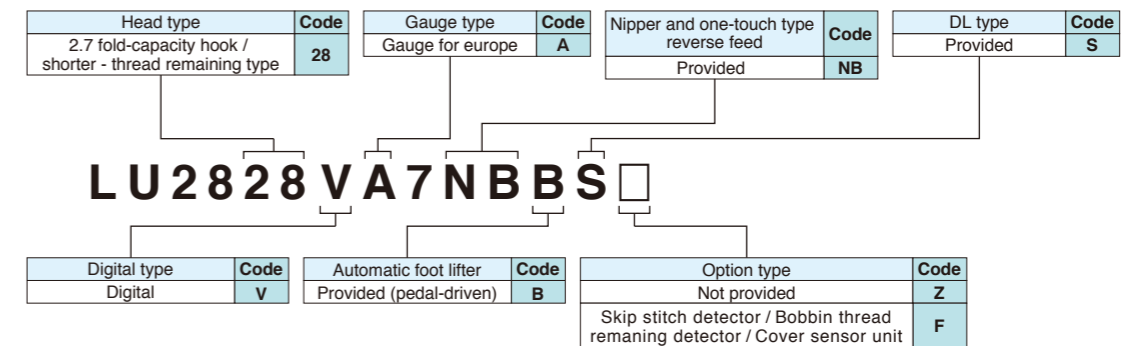 Head type Code
2.7 fold-capacity hook /
shorter - thread remaining type 28
Gauge type Code
Gauge for europe A
Nipper and one-touch type
reverse feed Code
Provided NB
DL type Code
Provided S
LU2828VA7NBBS□
Digital type Code
Digital V
Automatic foot lifter Code
Provided (pedal-driven) B
Option type Code
Not provided Z
Skip stitch detector / Bobbin thread
remaning detector / Cover sensor unit F